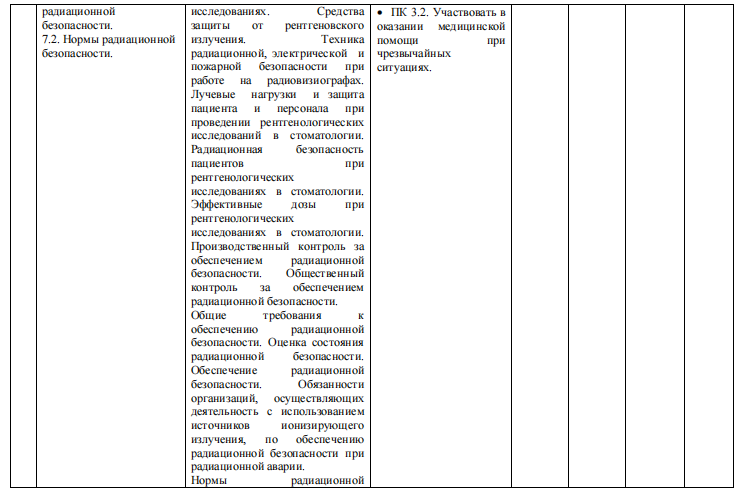 радиационной
безопасности.
7.2. Нормы радиационной
безопасности.
исследованиях. Средства
защиты от рентгеновского
излучения. Техника
радиационной, электрической и
пожарной безопасности при
работе на радиовизиографах.
Лучевые нагрузки и защита
пациента и персонала при
проведении рентгенологических
исследований в стоматологии.
Радиационная безопасность
пациентов при
рентгенологических
исследованиях в стоматологии.
Эффективные дозы при
рентгенологических
исследованиях в стоматологии.
Производственный контроль за
обеспечением радиационной
безопасности. Общественный
контроль за обеспечением
радиационной безопасности.
Общие требования к
обеспечению радиационной
безопасности. Оценка состояния
радиационной безопасности.
Обеспечение радиационной
безопасности. Обязанности
организаций, осуществляющих
деятельность с использованием
источников ионизирующего
излучения, по обеспечению
радиационной безопасности при
радиационной аварии.
Нормы радиационной
• ПК 3.2. Участвовать в
оказании медицинской
помощи при
чрезвычайных
ситуациях.